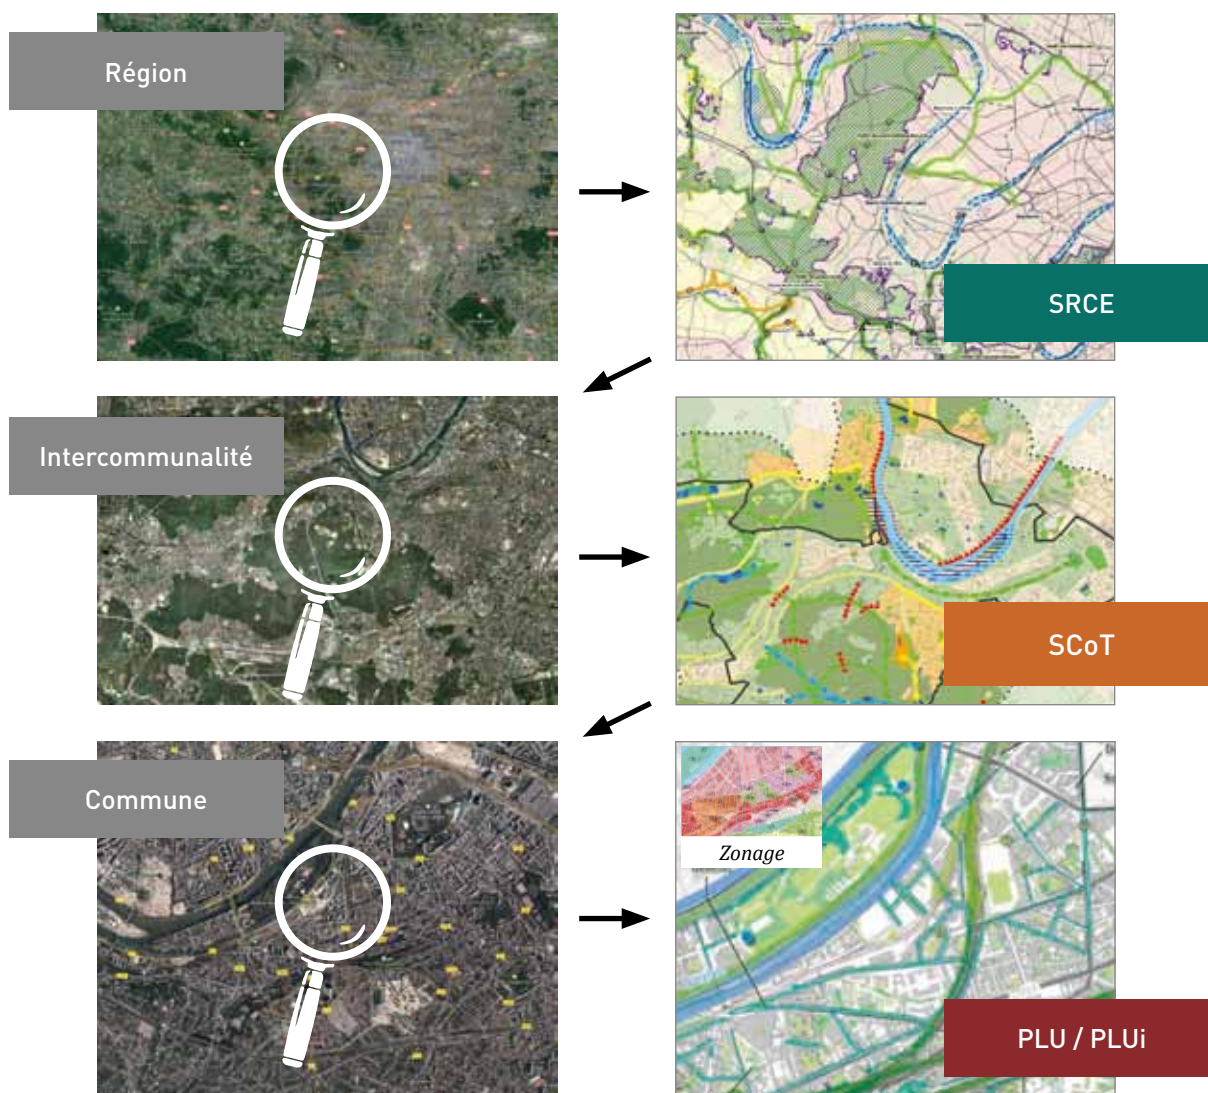 Région
SRCE
Intercommunalité
SCoT
Commune
Zonage
PLU / PLUi